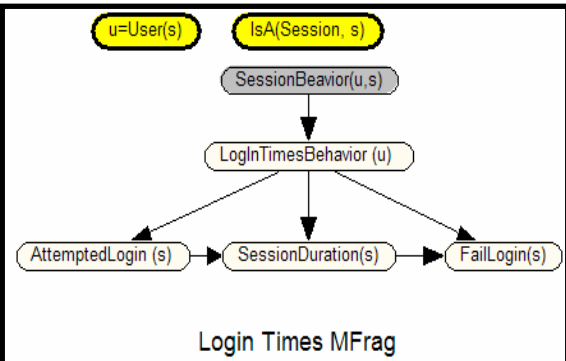 u=User(s) IsA(Session, s)
SessionBeavior(u,s)
LogInTimesBehavior (u)
AttemptedLogin (s) SessionDuration(s) FailLogin(s)
Login Times MFrag